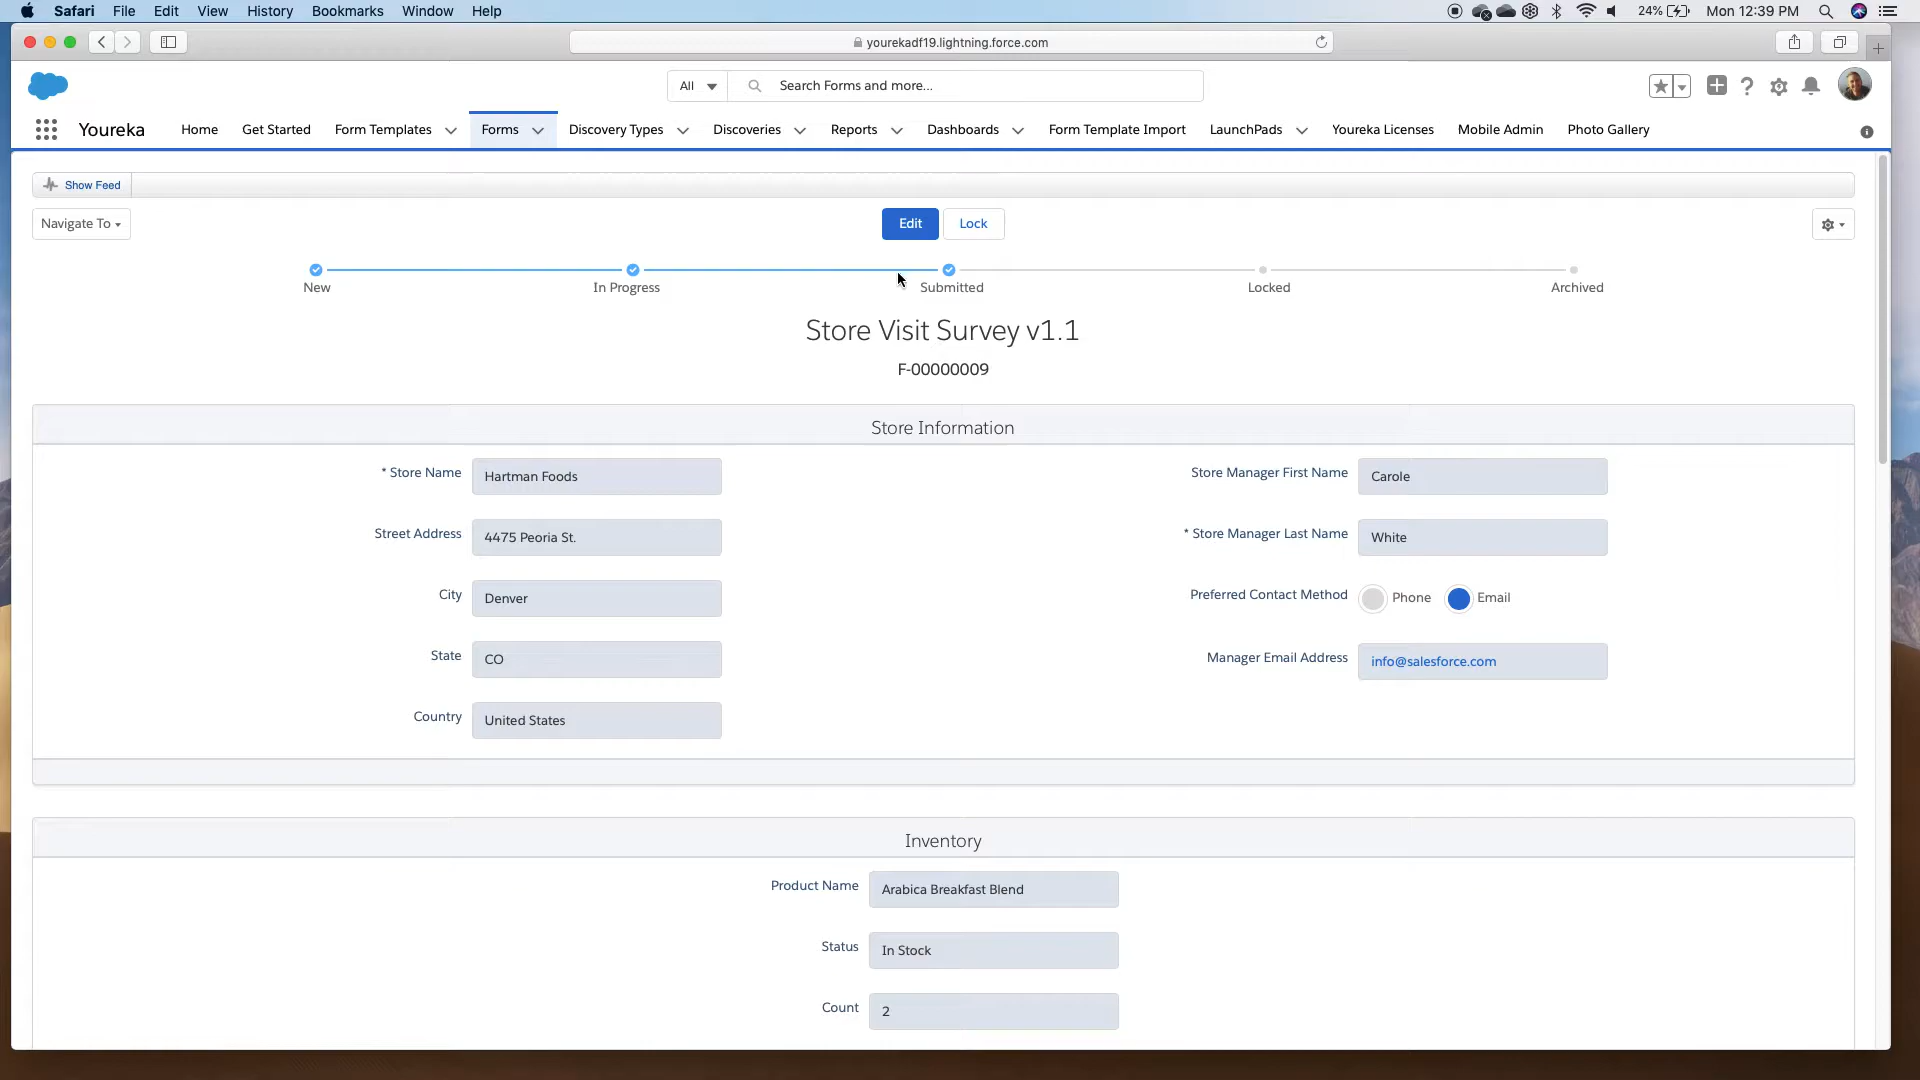 Safari File Edit View History Bookmarks Window Help 24% Mon 12:39 PM
yourekadf19.lightning.force.com
All Search Forms and more...
Youreka Home Get Started Form Templates Forms Discovery Types Discoveries Reports Dashboards Form Template Import LaunchPads Youreka Licenses Mobile Admin Photo Gallery
Show Feed
Navigate To Edit Lock
New In Progress Submitted Locked Archived
Store Visit Survey v1.1
F-00000009
Store Information
* Store Name Hartman Foods
Store Manager First Name Carole
Street Address 4475 Peoria St.
* Store Manager Last Name White
City Denver
Preferred Contact Method Phone Email
State CO
Manager Email Address info@salesforce.com
Country United States
Inventory
Product Name Arabica Breakfast Blend
Status In Stock
Count 2